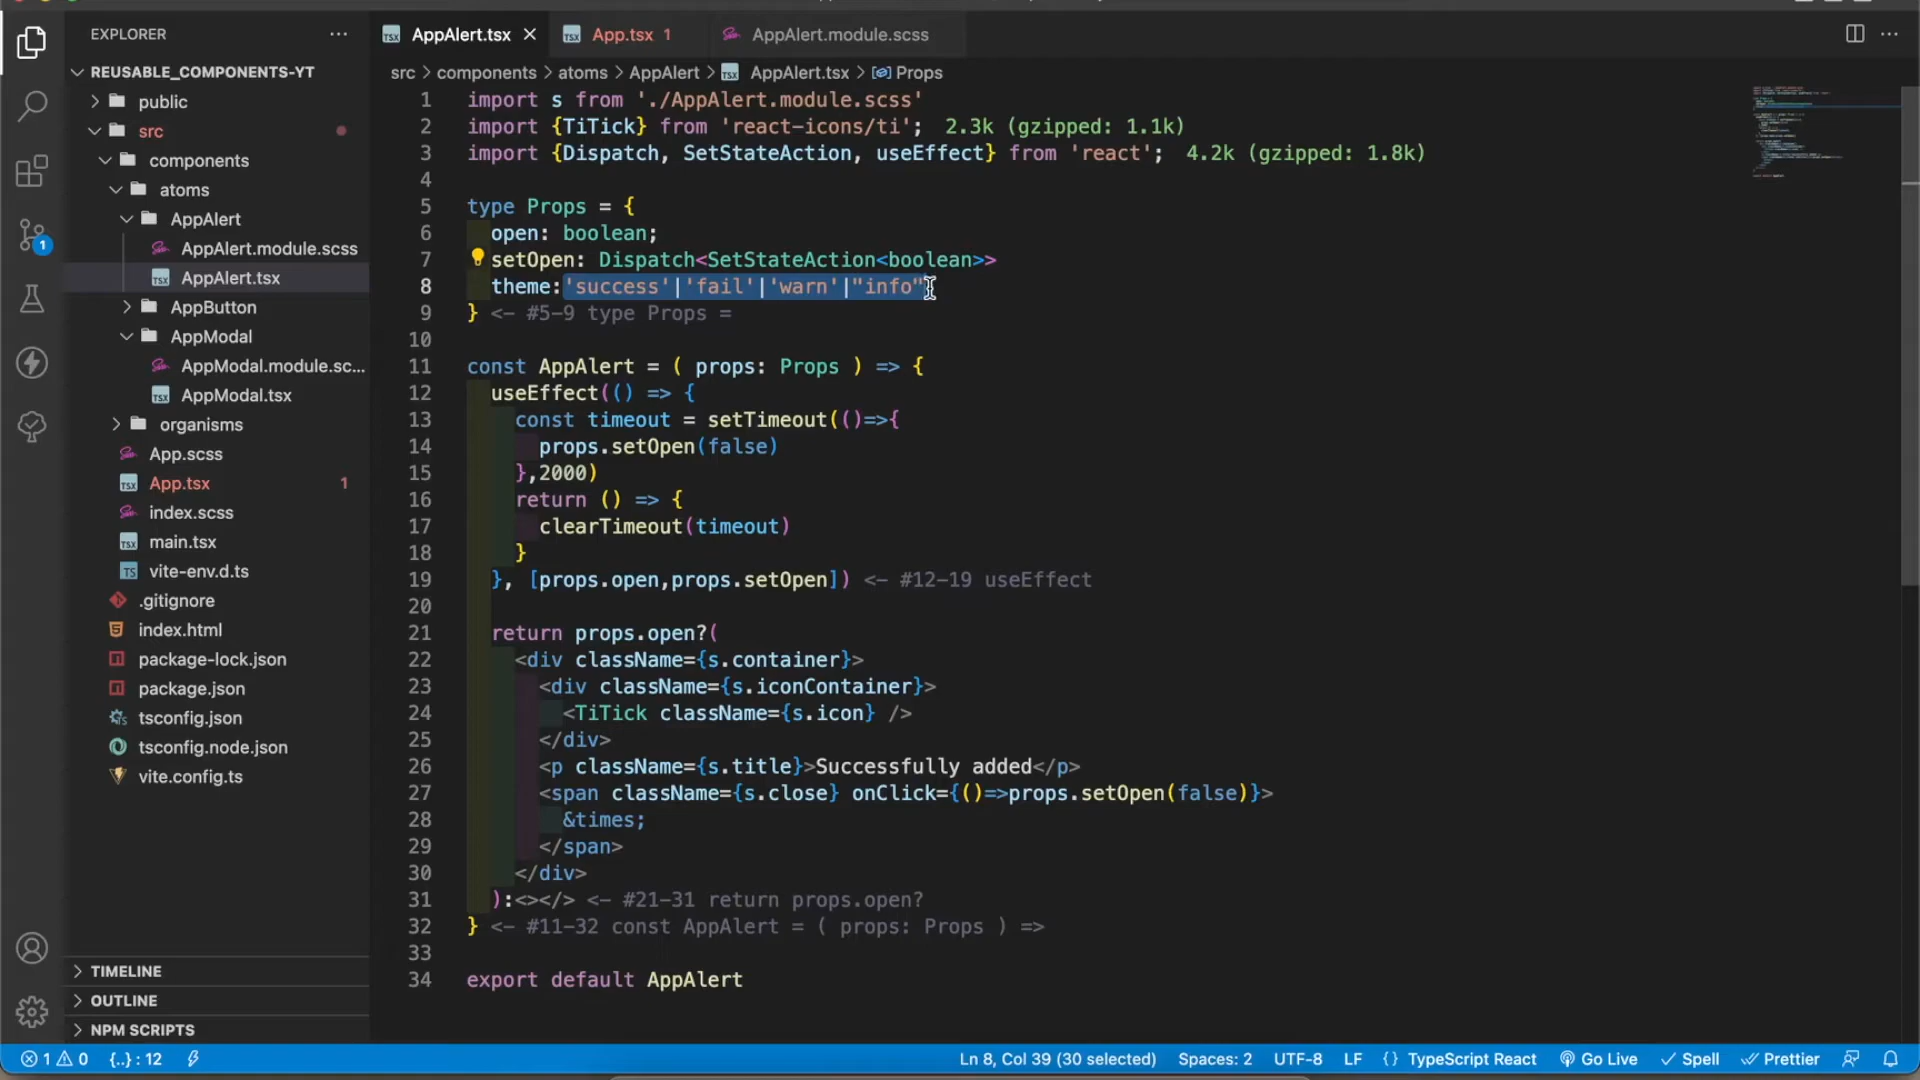 EXPLORER
REUSABLE_COMPONENTS-YT
public
src
components
atoms
AppAlert
AppAlert.module.scss
AppAlert.tsx
AppButton
AppModal
AppModal.module.sc...
AppModal.tsx
organisms
App.scss
App.tsx 1
index.scss
main.tsx
vite-env.d.ts
.gitignore
index.html
package-lock.json
package.json
tsconfig.json
tsconfig.node.json
vite.config.ts
TIMELINE
OUTLINE
NPM SCRIPTS
1
AppAlert.tsx App.tsx 1 AppAlert.module.scss
src > components > atoms > AppAlert > AppAlert.tsx > Props
1 import s from './AppAlert.module.scss'
2 import {TiTick} from 'react-icons/ti'; 2.3k (gzipped: 1.1k)
3 import {Dispatch, SetStateAction, useEffect} from 'react'; 4.2k (gzipped: 1.8k)
4
5 type Props = {
6 open: boolean;
7 setOpen: Dispatch<SetStateAction<boolean>>
8 theme:'success'|'fail'|'warn'|"info"
9 } <- #5-9 type Props =
10
11 const AppAlert = ( props: Props ) => {
12 useEffect(() => {
13 const timeout = setTimeout(()=>{
14 props.setOpen(false)
15 },2000)
16 return () => {
17 clearTimeout(timeout)
18 }
19 }, [props.open,props.setOpen]) <- #12-19 useEffect
20
21 return props.open?(
22 <div className={s.container}>
23 <div className={s.iconContainer}>
24 <TiTick className={s.icon} />
25 </div>
26 <p className={s.title}>Successfully added</p>
27 <span className={s.close} onClick={()=>props.setOpen(false)}>
28 &times;
29 </span>
30 </div>
31 ):<></> <- #21-31 return props.open?
32 } <- #11-32 const AppAlert = ( props: Props ) =>
33
34 export default AppAlert
1 0 {..} : 12 Ln 8, Col 39 (30 selected) Spaces: 2 UTF-8 LF {} TypeScript React Go Live Spell Prettier